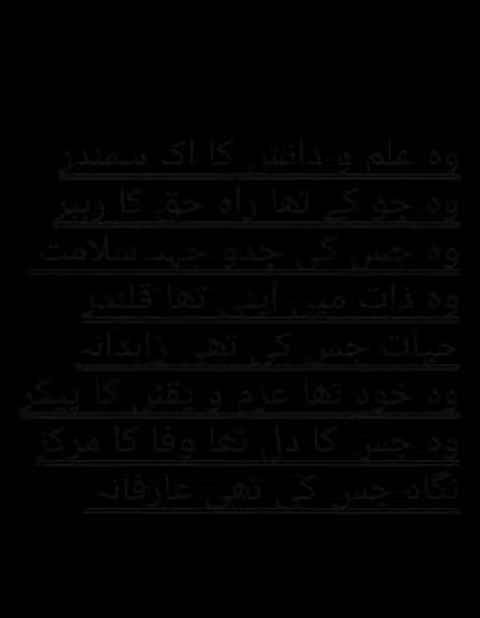 وہ علم و دانش کا اک سمندر
وہ جو کے تھا راہ حق کا رہبر
وہ جس کی جدو جہد سلامت
وہ ذات میں اپنی تھا قلندر
حیات جس کی تھی زاہدانہ
وہ خود تھا عزم و یقیں کا پیکر
وہ جس کا دل تھا وفا کا مرکز
نگاہ جس کی تھی عارفانہ